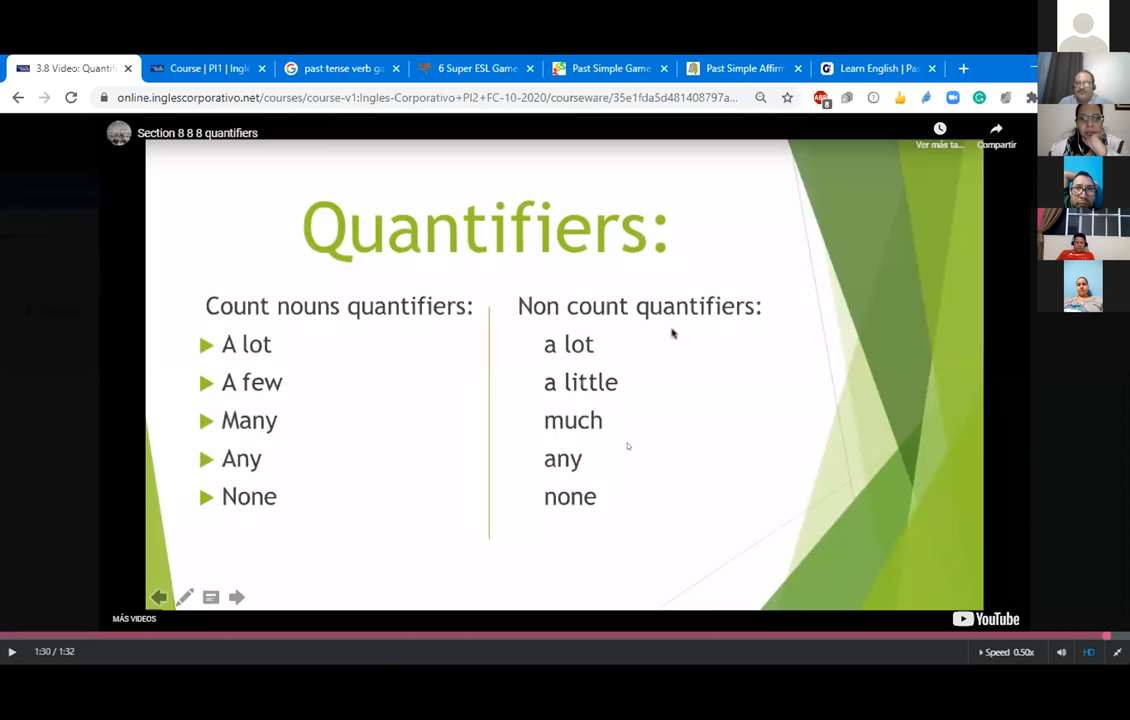 3.8 Video: Quantifi
Course | PI1 | Ingle
past tense verb ga
6 Super ESL Game
Past Simple Game
Past Simple Affirm
Learn English | Pas
online.inglescorporativo.net/courses/course-v1:Ingles-Corporativo+PI2+FC-10-2020/courseware/35e1fda5d481408797a...
ABP
8
Section 8 8 8 quantifiers
Ver más ta...
Compartir
Quantifiers:
Count nouns quantifiers:
A lot
A few
Many
Any
None
Non count quantifiers:
a lot
a little
much
any
none
MÁS VIDEOS
YouTube
1:30 / 1:32
Speed 0.50x
HD